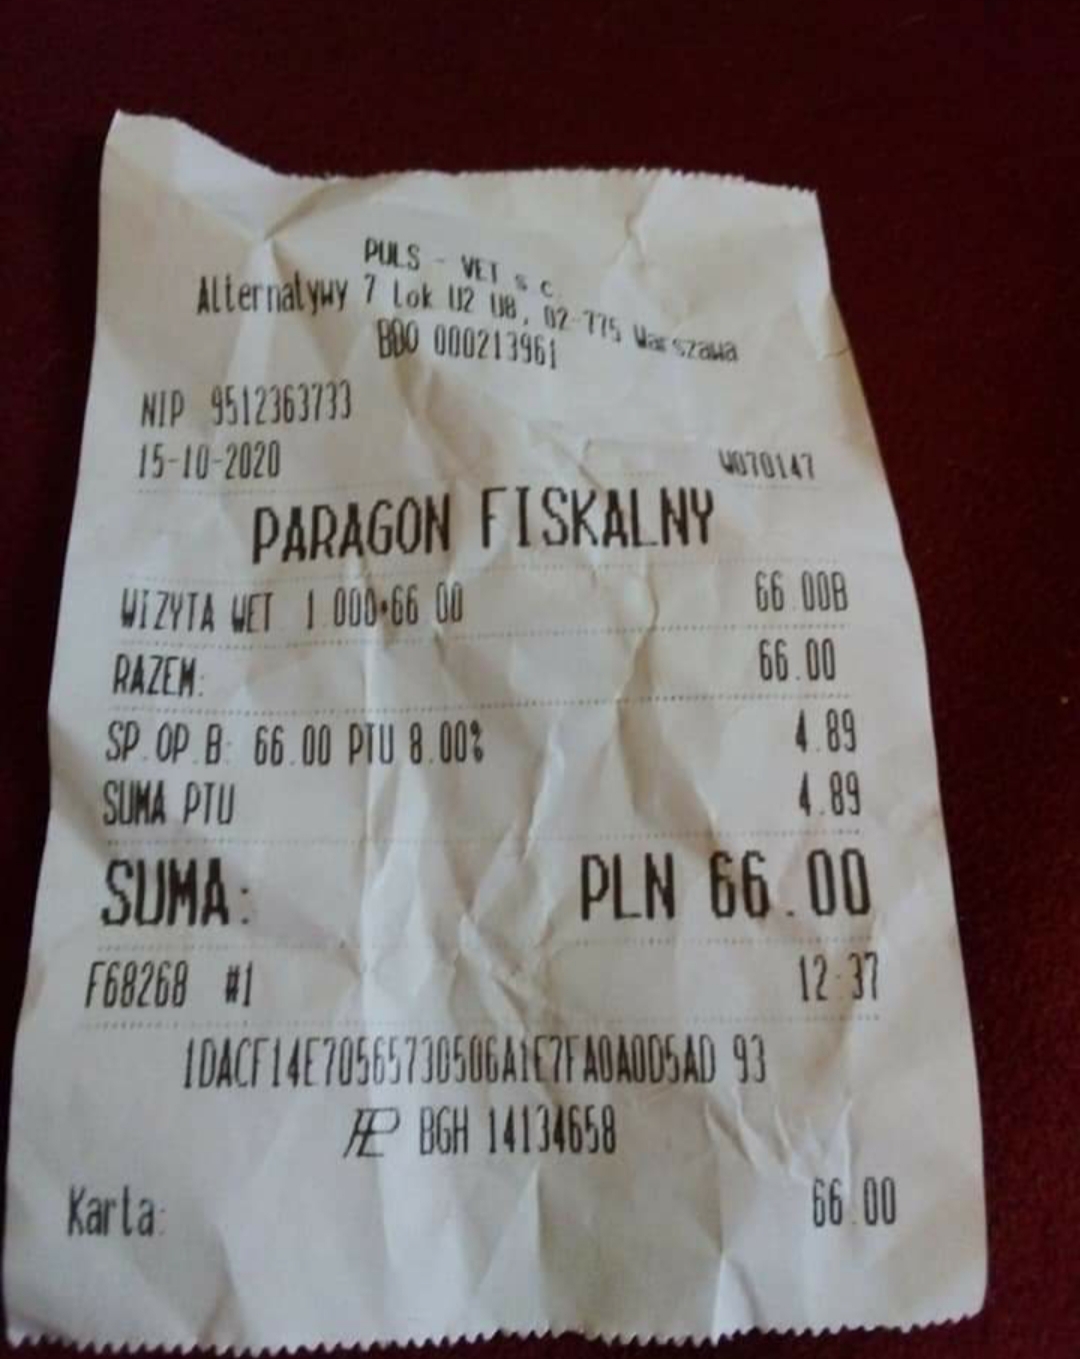 PULS - VET s c.
Alternatywy 7 lok U2 U8, 02-775 Warszawa
BDO 000213961
NIP 9512363733
15-10-2020 W070147
PARAGON FISKALNY
WIZYTA WET 1.000*66.00 66.00B
RAZEM: 66.00
SP.OP.B: 66.00 PTU 8.00% 4.89
SUMA PTU 4.89
SUMA: PLN 66.00
F68268 #1 12:37
1DACF14E70565730506A1E7FA0A0D5AD 93
BGH 14134658
Karta: 66.00